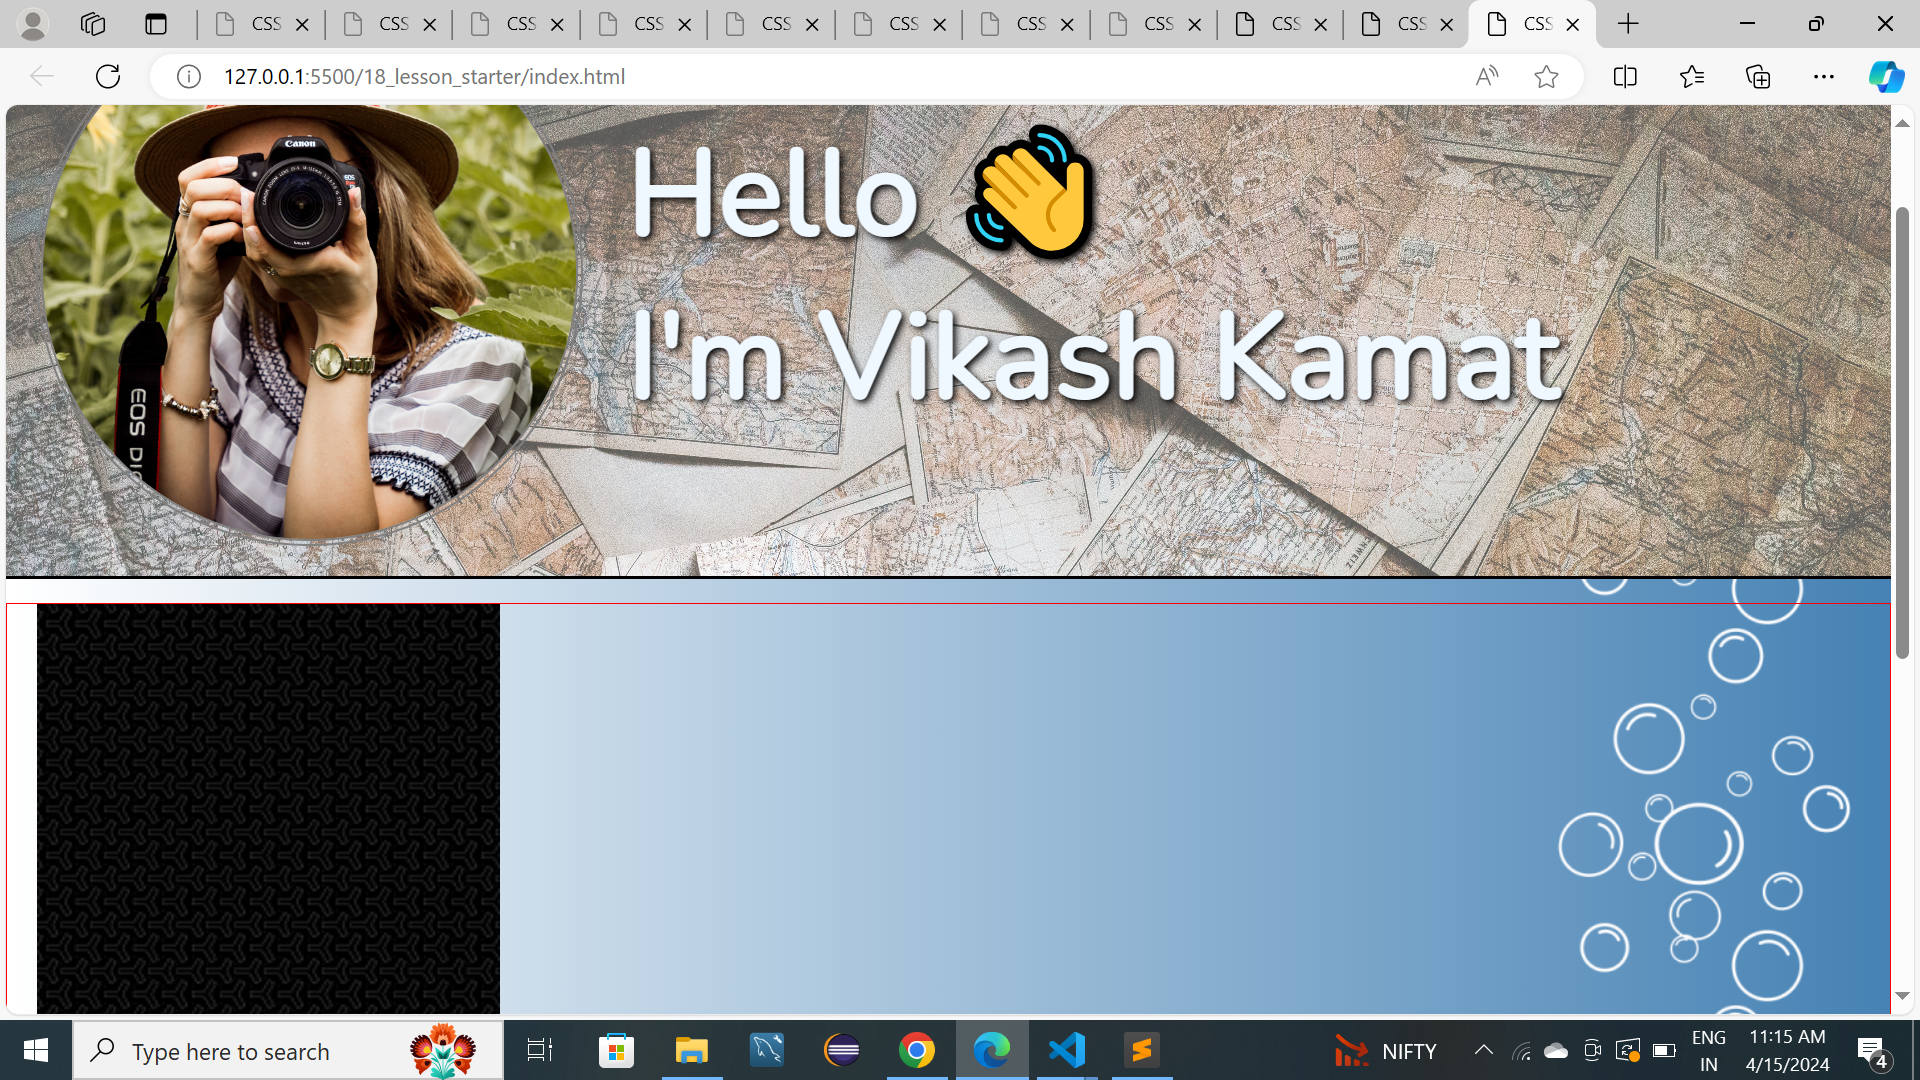 CSS
CSS
CSS
CSS
CSS
CSS
CSS
CSS
CSS
CSS
CSS
127.0.0.1:5500/18_lesson_starter/index.html
Canon
Hello 👋
I'm Vikash Kamat
EOS DI
Type here to search
NIFTY
ENG
IN
11:15 AM
4/15/2024
4